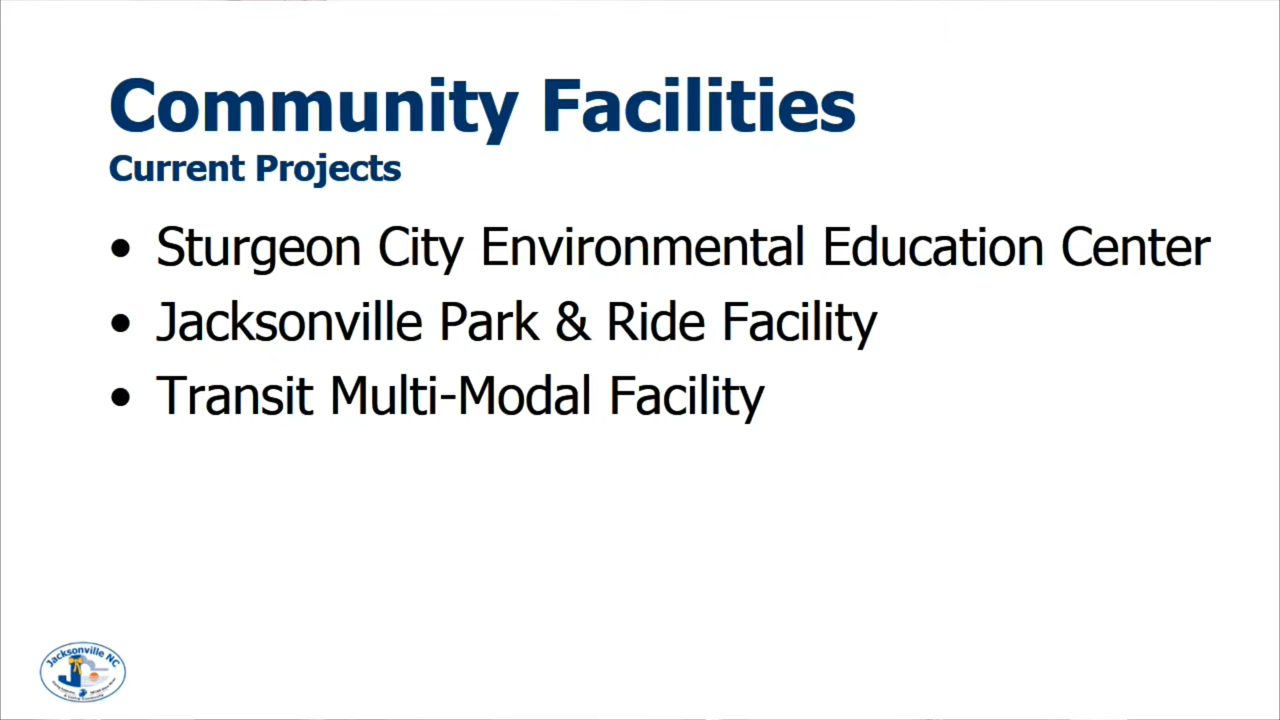 Community Facilities
Current Projects
• Sturgeon City Environmental Education Center
• Jacksonville Park & Ride Facility
• Transit Multi-Modal Facility
Jacksonville NC